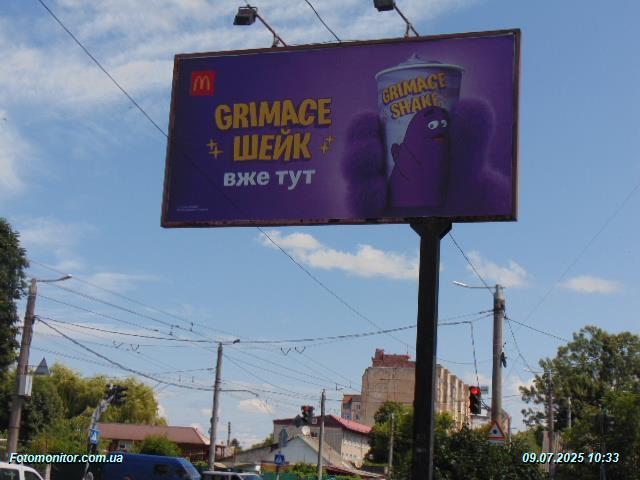 GRIMACE
ШЕЙК
вже тут
GRIMACE
SHAKE
Fotomonitor.com.ua
09.07.2025 10:33